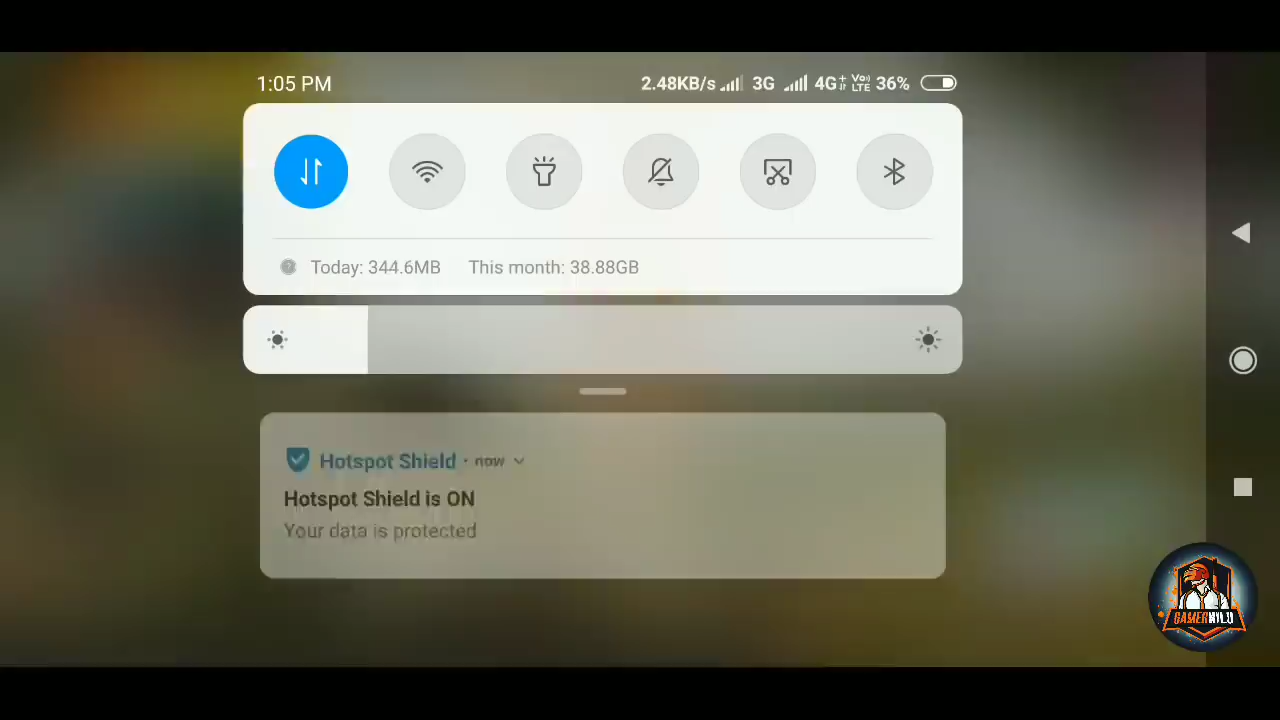 1:05 PM
2.48KB/s 3G 4G+ Vo)) LTE 36%
Today: 344.6MB This month: 38.88GB
Hotspot Shield · now
Hotspot Shield is ON
Your data is protected
GAMERNYLO